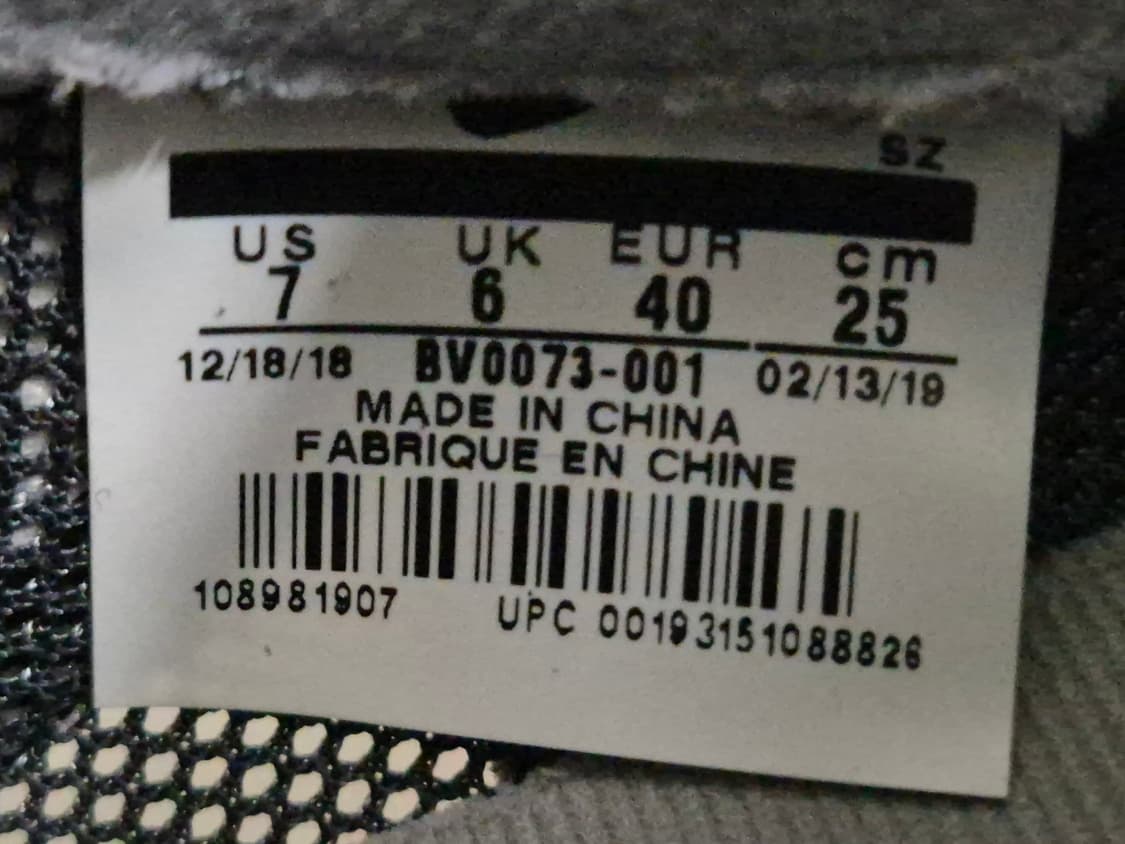 SZ
US UK EUR cm
7 6 40 25
12/18/18 BV0073-001 02/13/19
MADE IN CHINA
FABRIQUE EN CHINE
108981907 UPC 00193151088826